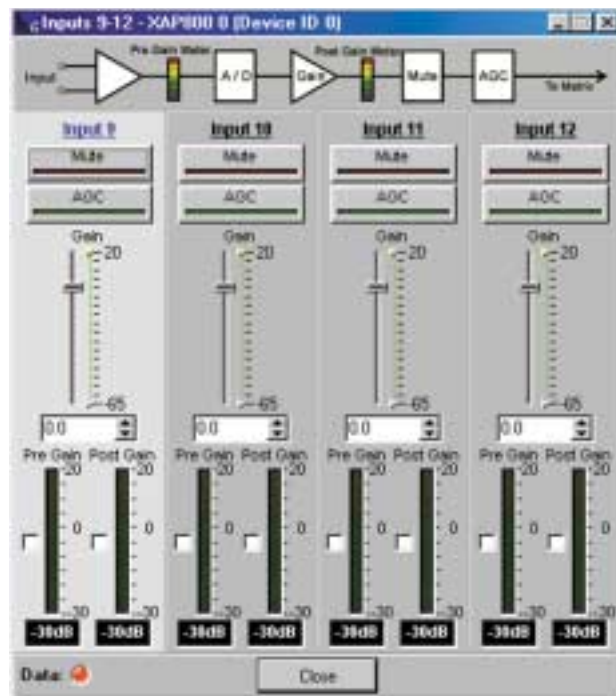 Inputs 9-12 - XAP800 0 (Device ID 0)
Pre Gain Meter Post Gain Meter
Input A / D Gain Mute AGC
To Matrix
Input 9 Input 10 Input 11 Input 12
Mute Mute Mute Mute
AGC AGC AGC AGC
Gain Gain Gain Gain
20 20 20 20
-65 -65 -65 -65
0.0 0.0 0.0 0.0
Pre Gain Post Gain Pre Gain Post Gain Pre Gain Post Gain Pre Gain Post Gain
20 20 20 20 20 20 20 20
0 0 0 0 0 0 0 0
-30 -30 -30 -30 -30 -30 -30 -30
-30dB -30dB -30dB -30dB -30dB -30dB -30dB -30dB
Data: Close